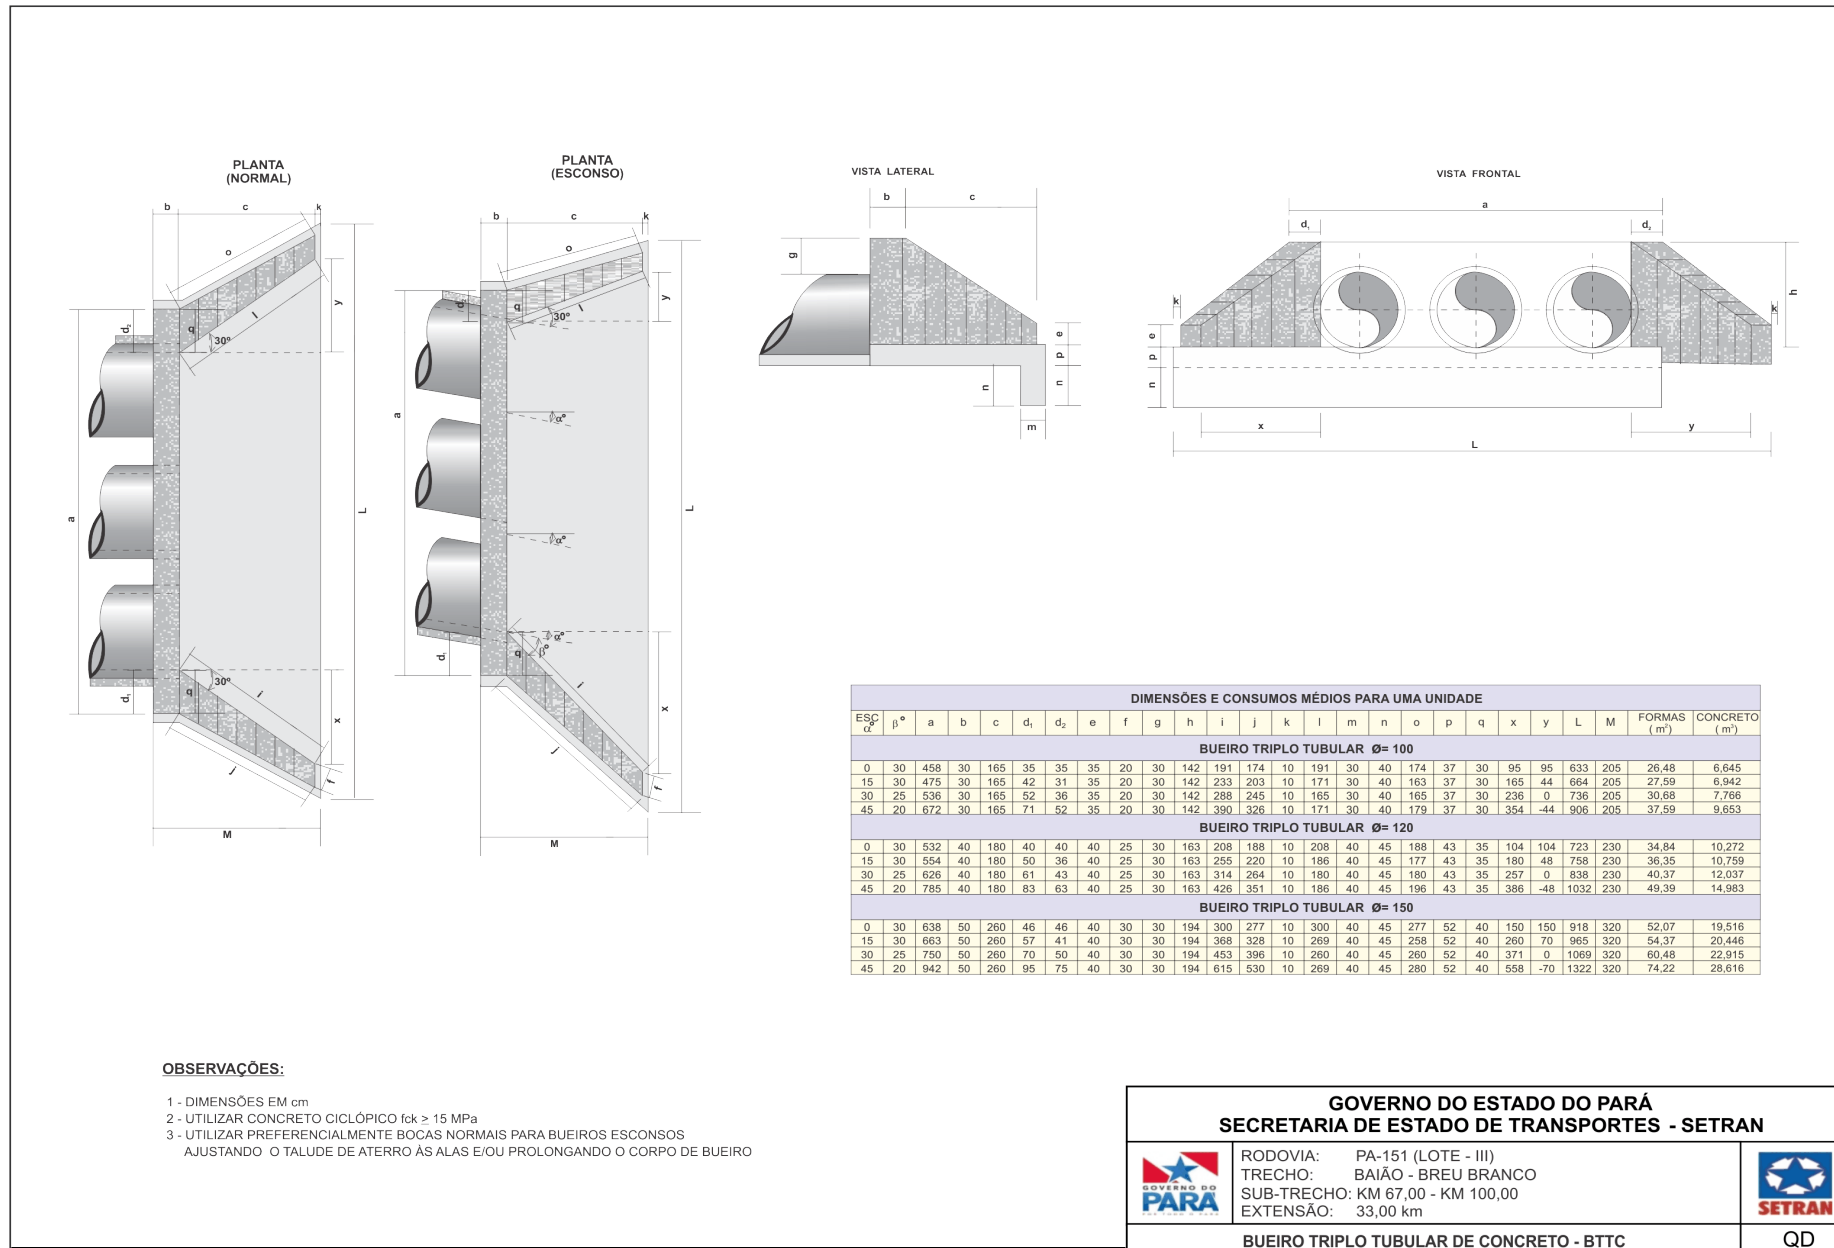 PLANTA
(NORMAL)
b c k
o
y
l
d₂
q
30º
a
L
30º
i
q
d₁
x
j
f
M
PLANTA
(ESCONSO)
b c k
o
y
l
d₂
q
30º
αº
a
L
αº
αº
βº
q
d₁
i
x
j
f
M
VISTA LATERAL
b c
g
e
p
n n
m
VISTA FRONTAL
a
d₁ d₂
h
k k
e
p
n
x y
L
DIMENSÕES E CONSUMOS MÉDIOS PARA UMA UNIDADE
ESC αº βº a b c d₁ d₂ e f g h i j k l m n o p q x y L M FORMAS (m²) CONCRETO (m³)
BUEIRO TRIPLO TUBULAR Ø= 100
0 30 458 30 165 35 35 35 20 30 142 191 174 10 191 30 40 174 37 30 95 95 633 205 26,48 6,645
15 30 475 30 165 42 31 35 20 30 142 233 203 10 171 30 40 163 37 30 165 44 664 205 27,59 6,942
30 25 536 30 165 52 36 35 20 30 142 288 245 10 165 30 40 165 37 30 236 0 736 205 30,68 7,766
45 20 672 30 165 71 52 35 20 30 142 390 326 10 171 30 40 179 37 30 354 -44 906 205 37,59 9,653
BUEIRO TRIPLO TUBULAR Ø= 120
0 30 532 40 180 40 40 40 25 30 163 208 188 10 208 40 45 188 43 35 104 104 723 230 34,84 10,272
15 30 554 40 180 50 36 40 25 30 163 255 220 10 186 40 45 177 43 35 180 48 758 230 36,35 10,759
30 25 626 40 180 61 43 40 25 30 163 314 264 10 180 40 45 180 43 35 257 0 838 230 40,37 12,037
45 20 785 40 180 83 63 40 25 30 163 426 351 10 186 40 45 196 43 35 386 -48 1032 230 49,39 14,983
BUEIRO TRIPLO TUBULAR Ø= 150
0 30 638 50 260 46 46 40 30 30 194 300 277 10 300 40 45 277 52 40 150 150 918 320 52,07 19,516
15 30 663 50 260 57 41 40 30 30 194 368 328 10 269 40 45 258 52 40 260 70 965 320 54,37 20,446
30 25 750 50 260 70 50 40 30 30 194 453 396 10 260 40 45 260 52 40 371 0 1069 320 60,48 22,915
45 20 942 50 260 95 75 40 30 30 194 615 530 10 269 40 45 280 52 40 558 -70 1322 320 74,22 28,616
OBSERVAÇÕES:
1 - DIMENSÕES EM cm
2 - UTILIZAR CONCRETO CICLÓPICO fck ≥ 15 MPa
3 - UTILIZAR PREFERENCIALMENTE BOCAS NORMAIS PARA BUEIROS ESCONSOS
AJUSTANDO O TALUDE DE ATERRO ÀS ALAS E/OU PROLONGANDO O CORPO DE BUEIRO
GOVERNO DO ESTADO DO PARÁ
SECRETARIA DE ESTADO DE TRANSPORTES - SETRAN
GOVERNO DO
PARÁ
RODOVIA: PA-151 (LOTE - III)
TRECHO: BAIÃO - BREU BRANCO
SUB-TRECHO: KM 67,00 - KM 100,00
EXTENSÃO: 33,00 km
SETRAN
BUEIRO TRIPLO TUBULAR DE CONCRETO - BTTC
QD